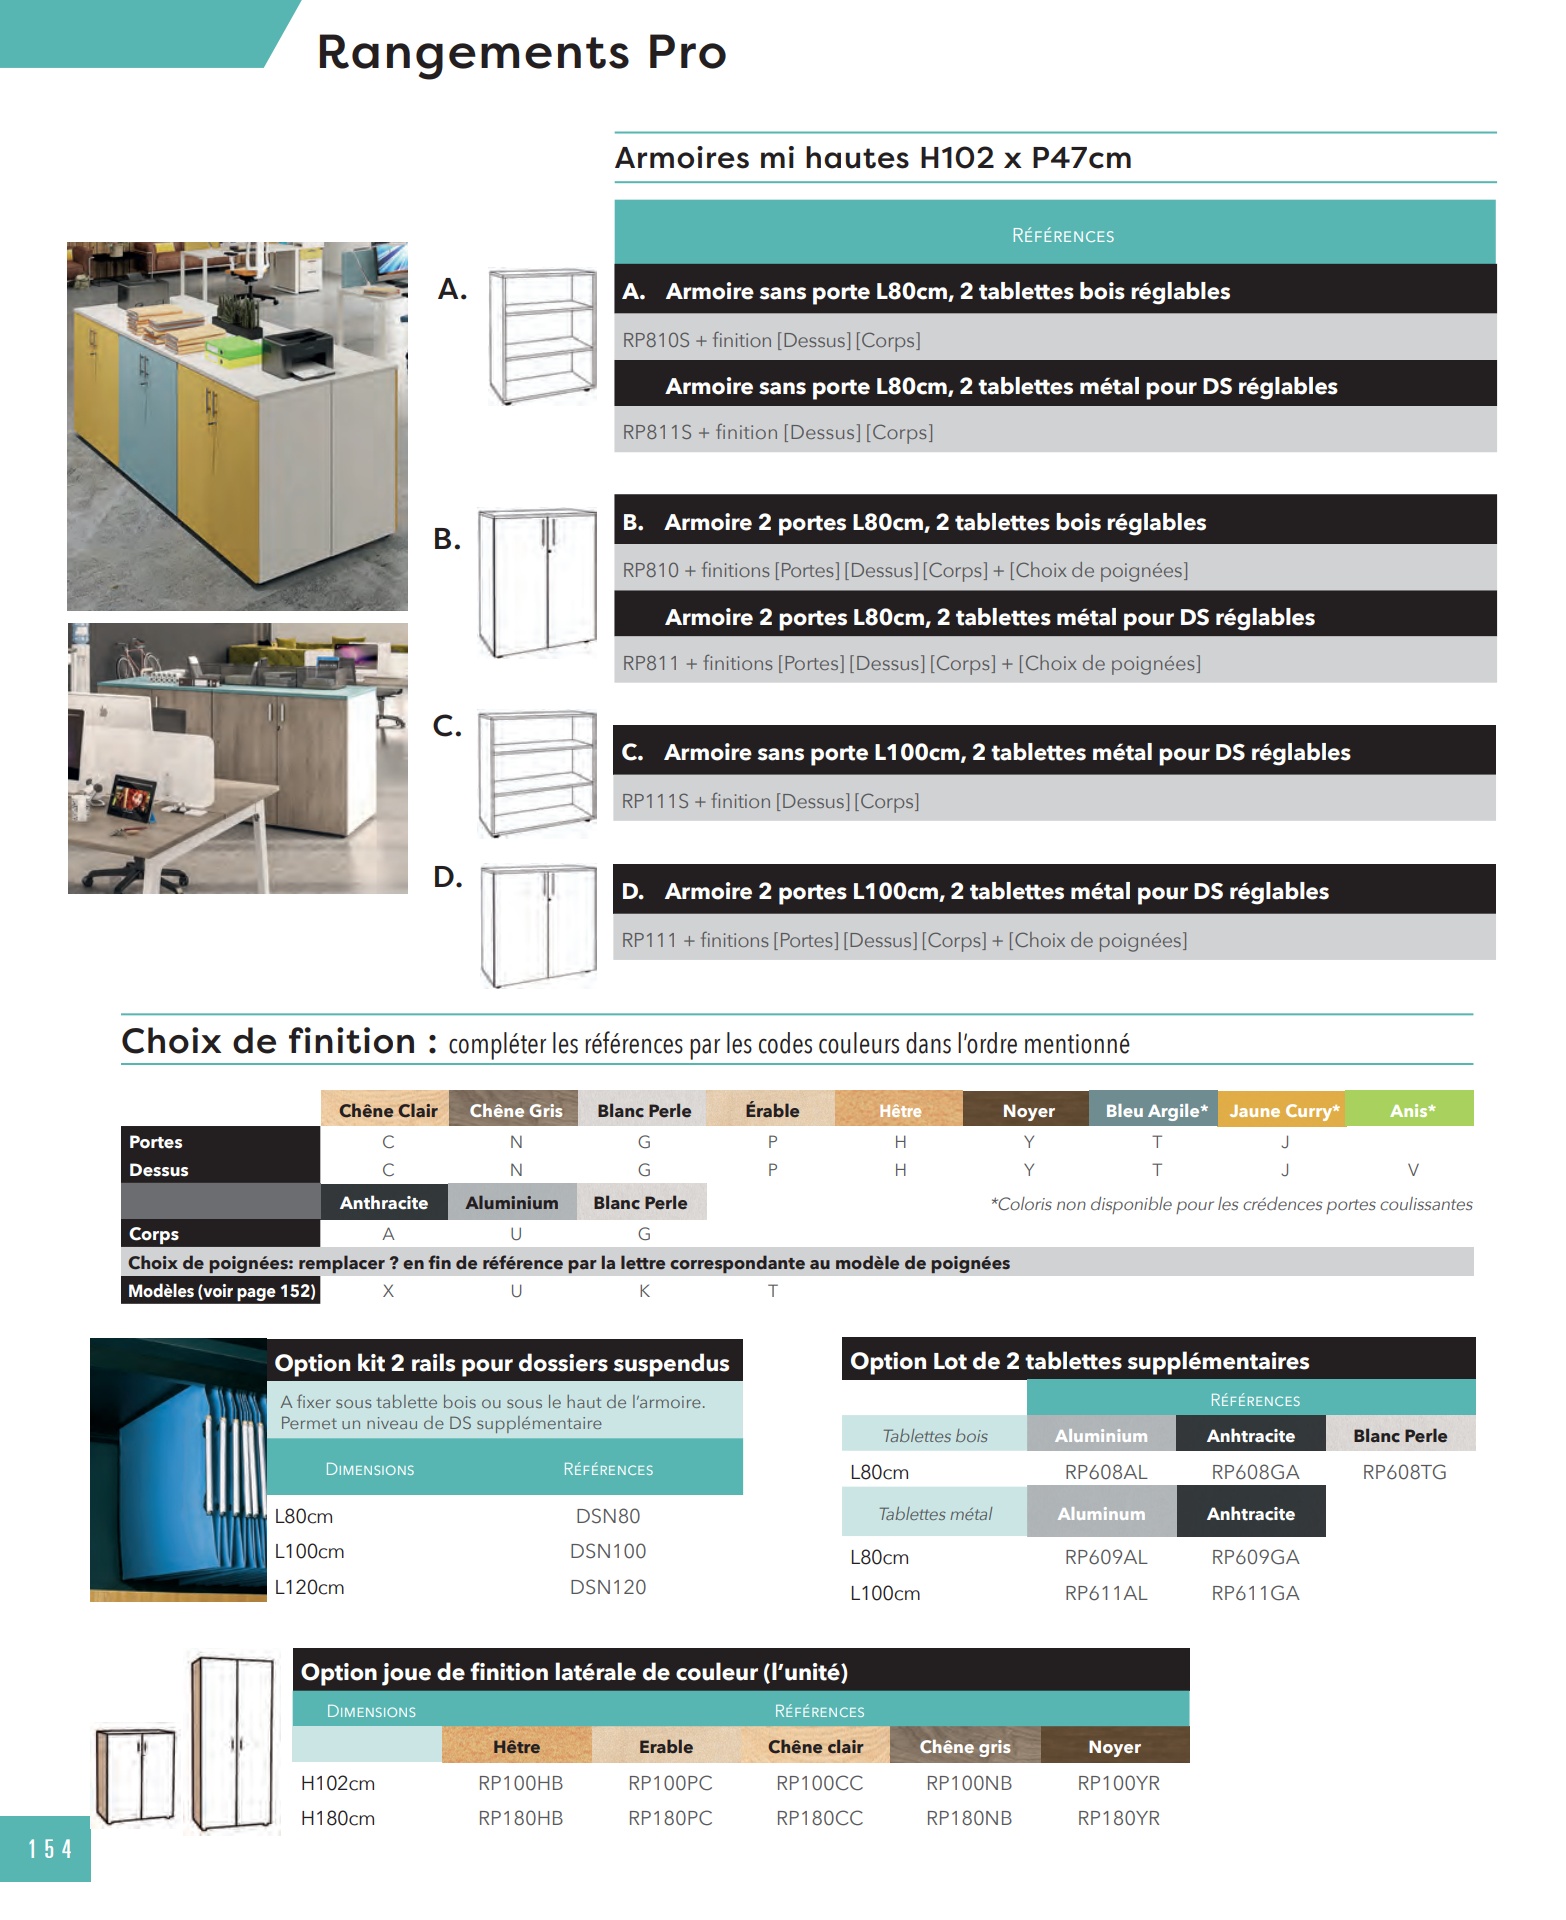 Rangements Pro
Armoires mi hautes H102 x P47cm
Références
A.
A. Armoire sans porte L80cm, 2 tablettes bois réglables
RP810S + finition [Dessus] [Corps]
Armoire sans porte L80cm, 2 tablettes métal pour DS réglables
RP811S + finition [Dessus] [Corps]
B.
B. Armoire 2 portes L80cm, 2 tablettes bois réglables
RP810 + finitions [Portes] [Dessus] [Corps] + [Choix de poignées]
Armoire 2 portes L80cm, 2 tablettes métal pour DS réglables
RP811 + finitions [Portes] [Dessus] [Corps] + [Choix de poignées]
C.
C. Armoire sans porte L100cm, 2 tablettes métal pour DS réglables
RP111S + finition [Dessus] [Corps]
D.
D. Armoire 2 portes L100cm, 2 tablettes métal pour DS réglables
RP111 + finitions [Portes] [Dessus] [Corps] + [Choix de poignées]
Choix de finition : compléter les références par les codes couleurs dans l'ordre mentionné
Chêne Clair Chêne Gris Blanc Perle Érable Hêtre Noyer Bleu Argile* Jaune Curry* Anis*
Portes C N G P H Y T J
Dessus C N G P H Y T J V
Anthracite Aluminium Blanc Perle *Coloris non disponible pour les crédences portes coulissantes
Corps A U G
Choix de poignées: remplacer ? en fin de référence par la lettre correspondante au modèle de poignées
Modèles (voir page 152) X U K T
Option kit 2 rails pour dossiers suspendus
A fixer sous tablette bois ou sous le haut de l'armoire.
Permet un niveau de DS supplémentaire
Dimensions Références
L80cm DSN80
L100cm DSN100
L120cm DSN120
Option Lot de 2 tablettes supplémentaires
Références
Tablettes bois Aluminium Anhtracite Blanc Perle
L80cm RP608AL RP608GA RP608TG
Tablettes métal Aluminum Anhtracite
L80cm RP609AL RP609GA
L100cm RP611AL RP611GA
Option joue de finition latérale de couleur (l'unité)
Dimensions Références
Hêtre Erable Chêne clair Chêne gris Noyer
H102cm RP100HB RP100PC RP100CC RP100NB RP100YR
H180cm RP180HB RP180PC RP180CC RP180NB RP180YR
154